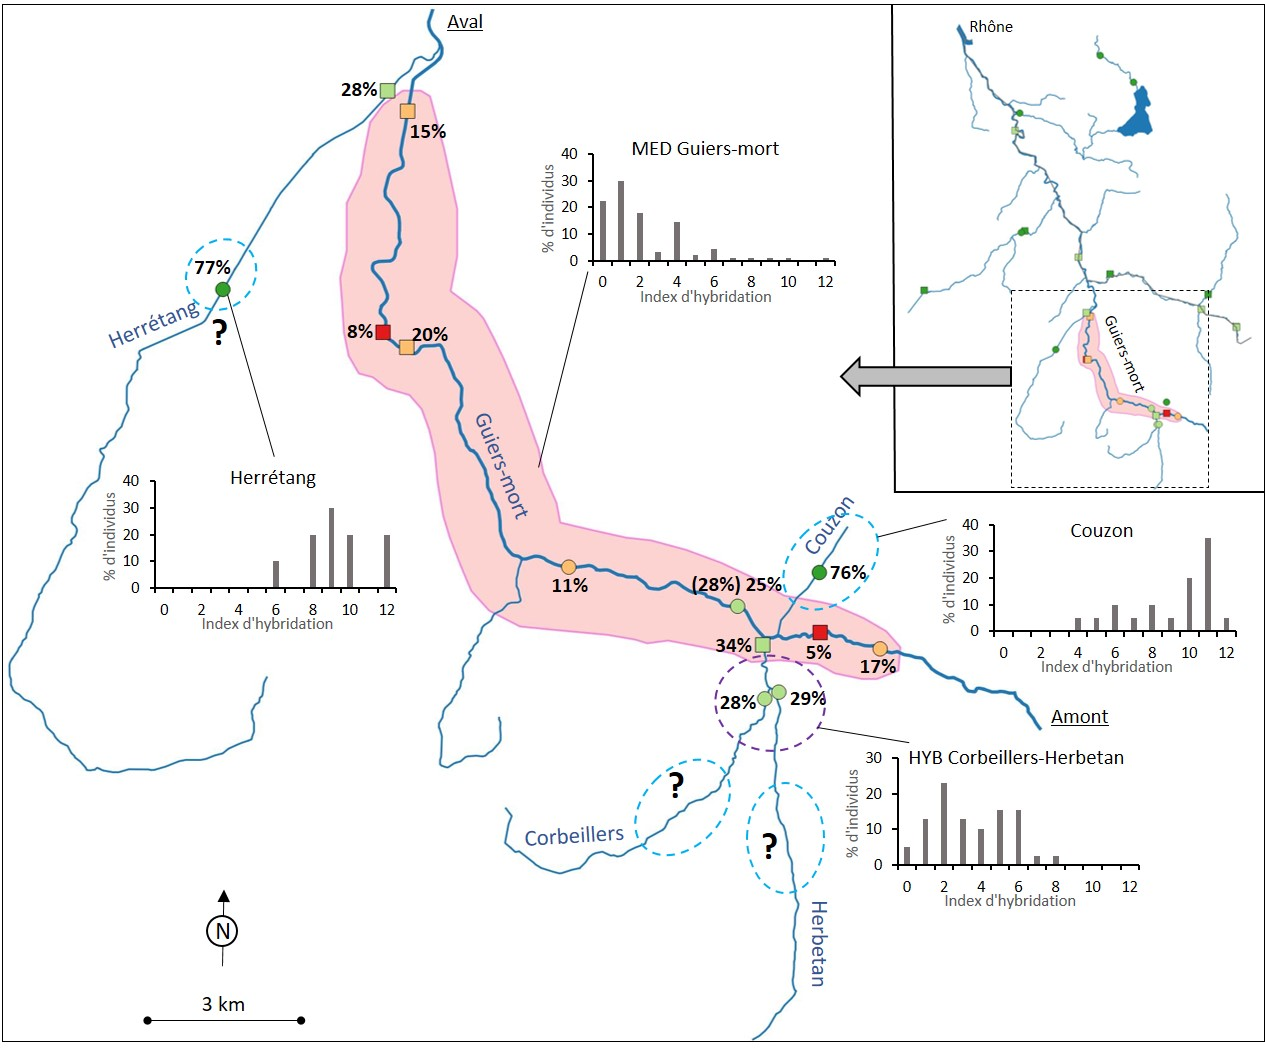 Aval
Rhône
28%
15%
MED Guiers-mort
40
30
20
10
0
% d'individus
0 2 4 6 8 10 12
Index d'hybridation
77%
Herrétang
?
8%
20%
Guiers-mort
Guiers-mort
Herrétang
40
30
20
10
0
% d'individus
0 2 4 6 8 10 12
Index d'hybridation
Couzon
76%
Couzon
40
30
20
10
0
% d'individus
0 2 4 6 8 10 12
Index d'hybridation
11%
(28%) 25%
34%
5%
17%
28%
29%
Amont
HYB Corbeillers-Herbetan
30
20
10
0
% d'individus
0 2 4 6 8 10 12
Index d'hybridation
?
Corbeillers
?
Herbetan
N
3 km